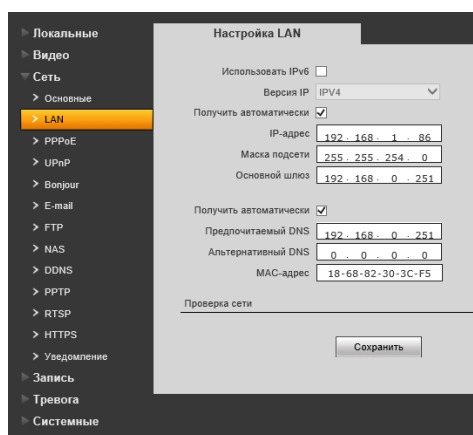 Локальные
Видео
Сеть
Основные
LAN
PPPoE
UPnP
Bonjour
E-mail
FTP
NAS
DDNS
PPTP
RTSP
HTTPS
Уведомление
Запись
Тревога
Системные
Настройка LAN
Использовать IPv6
Версия IP IPV4
Получить автоматически
IP-адрес 192 . 168 . 1 . 86
Маска подсети 255 . 255 . 254 . 0
Основной шлюз 192 . 168 . 0 . 251
Получить автоматически
Предпочитаемый DNS 192 . 168 . 0 . 251
Альтернативный DNS 0 . 0 . 0 . 0
MAC-адрес 18-68-82-30-3C-F5
Проверка сети
Сохранить